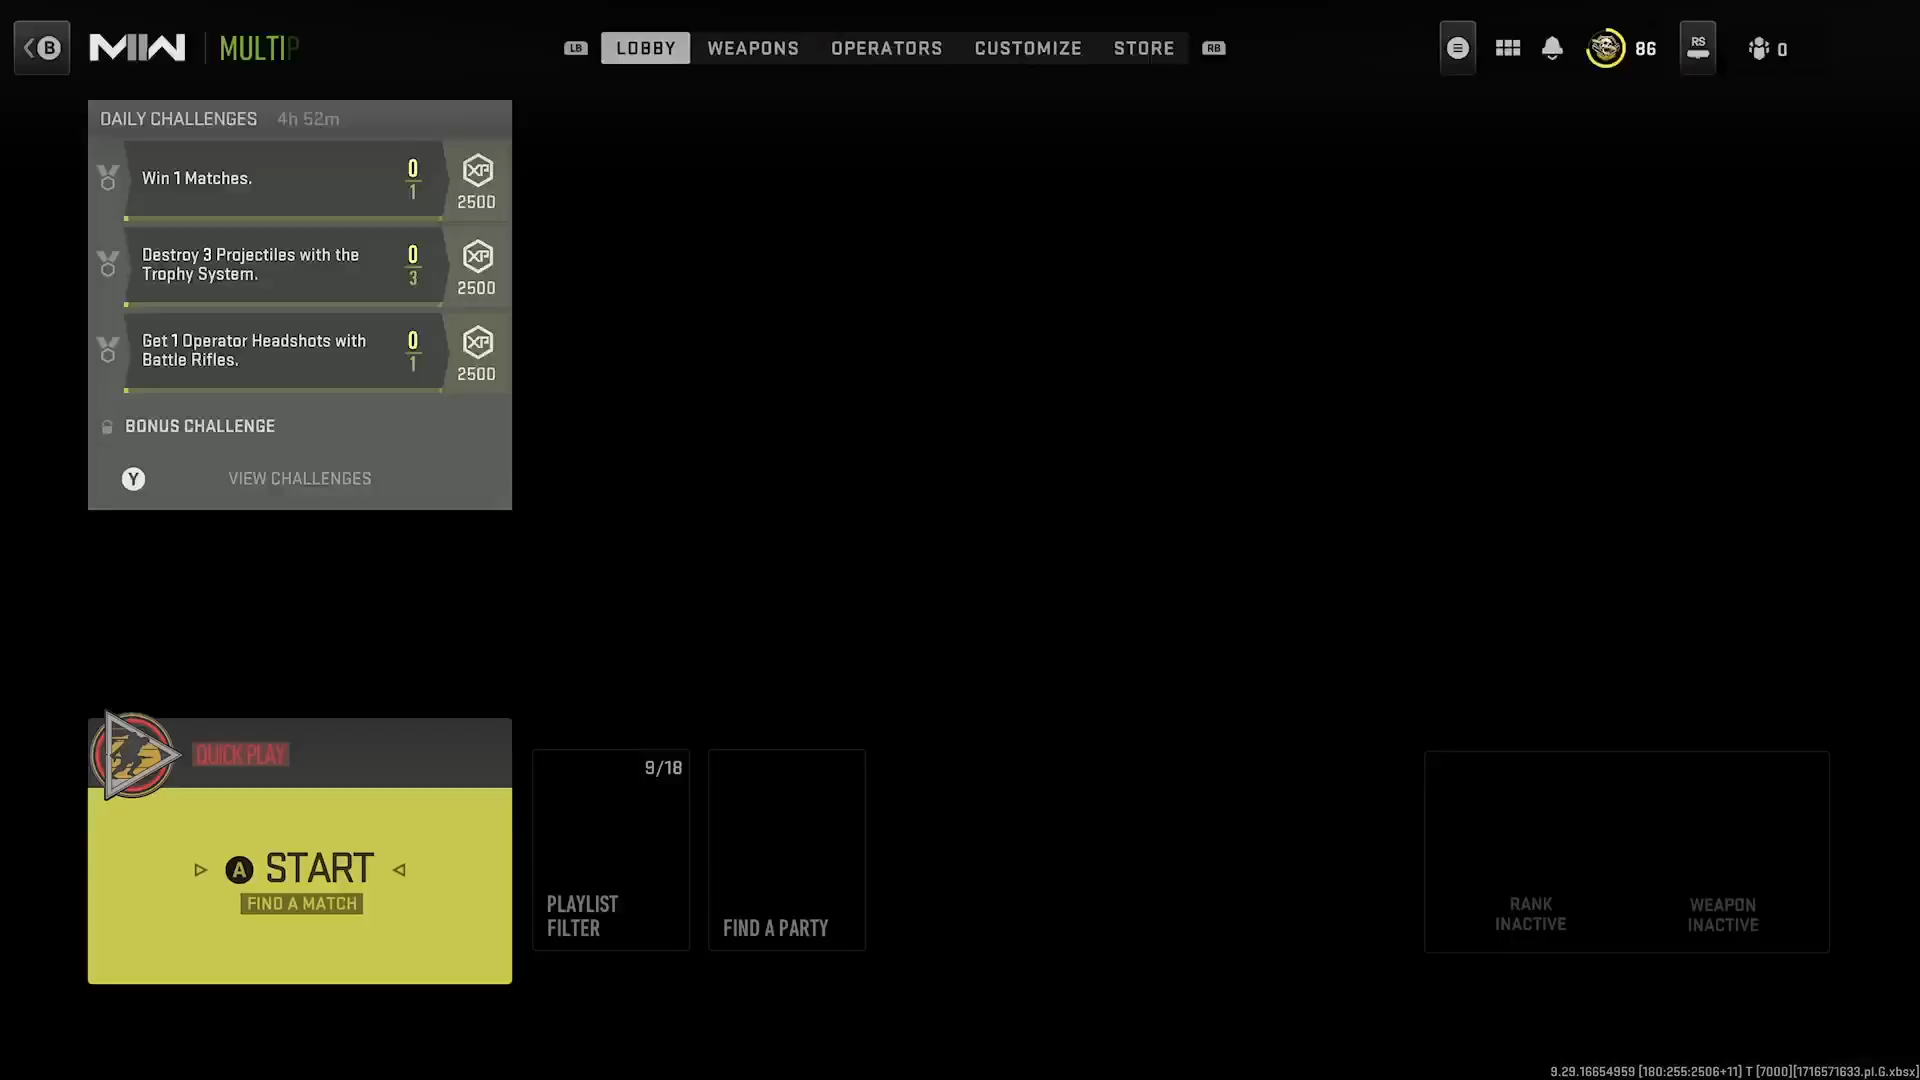 B
MW MULTIP
LB LOBBY WEAPONS OPERATORS CUSTOMIZE STORE RB
86
RS
0
DAILY CHALLENGES 4h 52m
Win 1 Matches.
0
1
XP
2500
Destroy 3 Projectiles with the
Trophy System.
0
3
XP
2500
Get 1 Operator Headshots with
Battle Rifles.
0
1
XP
2500
BONUS CHALLENGE
Y VIEW CHALLENGES
QUICK PLAY
A START
FIND A MATCH
9/18
PLAYLIST
FILTER
FIND A PARTY
RANK
INACTIVE
WEAPON
INACTIVE
9.29.16654959 [180:255:2506+11] T [7000][1716571633.pl.G.xbsx]